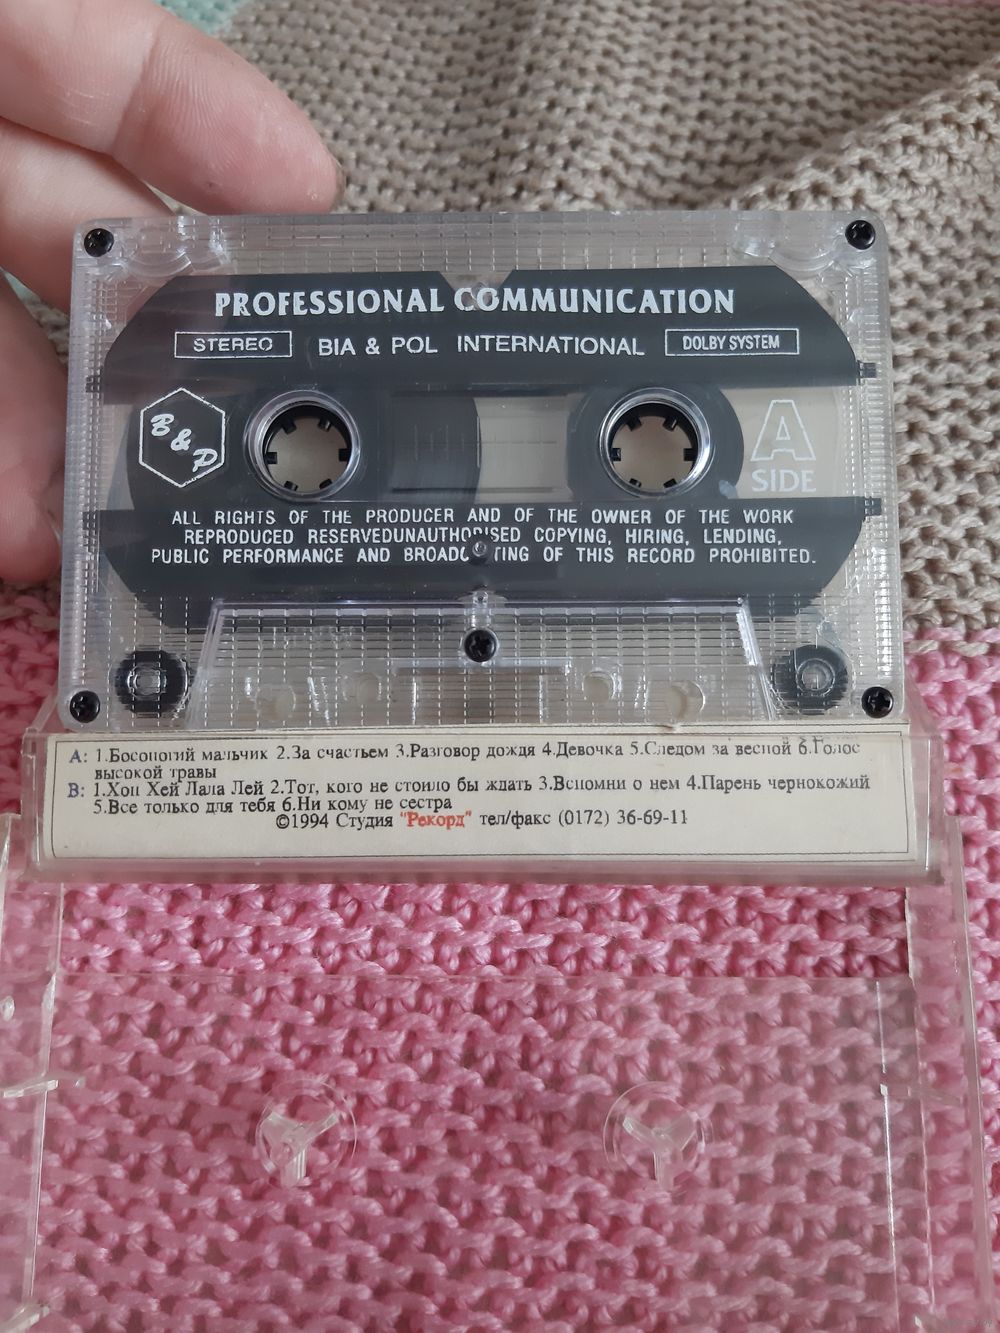 PROFESSIONAL COMMUNICATION
STEREO BIA & POL INTERNATIONAL DOLBY SYSTEM
B & P
A
SIDE
ALL RIGHTS OF THE PRODUCER AND OF THE OWNER OF THE WORK
REPRODUCED RESERVEDUNAUTHORISED COPYING, HIRING, LENDING,
PUBLIC PERFORMANCE AND BROADCASTING OF THIS RECORD PROHIBITED.
А: 1.Босоногий мальчик 2.За счастьем 3.Разговор дождя 4.Девочка 5.Следом за весной 6.Голос
высокой травы
В: 1.Хоп Хей Лала Лей 2.Тот, кого не стоило бы ждать 3.Вспомни о нем 4.Парень чернокожий
5.Все только для тебя 6.Ни кому не сестра
©1994 Студия "Рекорд" тел/факс (0172) 36-69-11